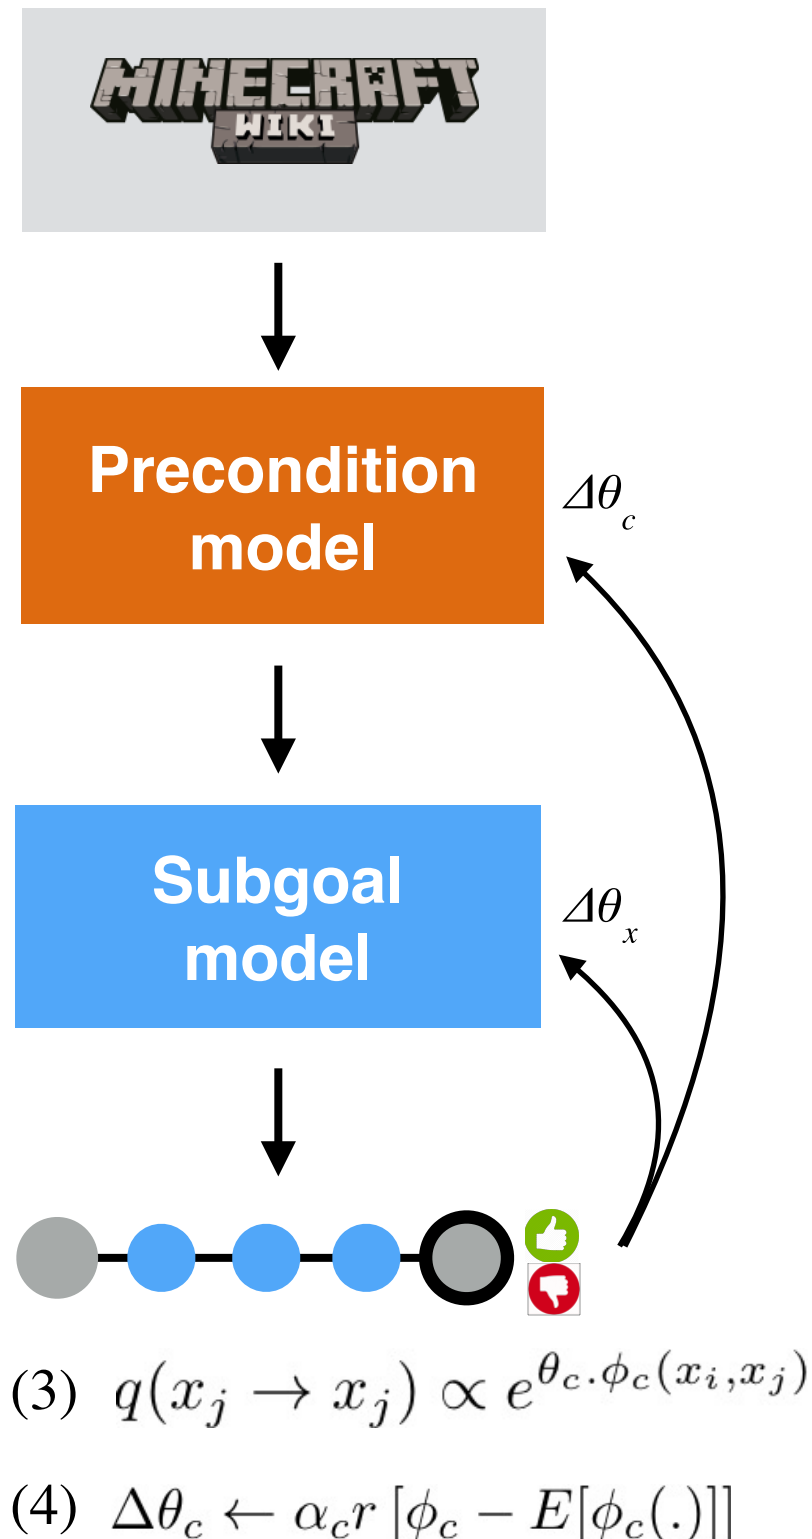 MINECRAFT
WIKI
Precondition
model
Δθ_c
Subgoal
model
Δθ_x
(3) q(x_j → x_j) ∝ e^{θ_c.ϕ_c(x_i,x_j)}
(4) Δθ_c ← α_c r [ϕ_c − E[ϕ_c(.)]]